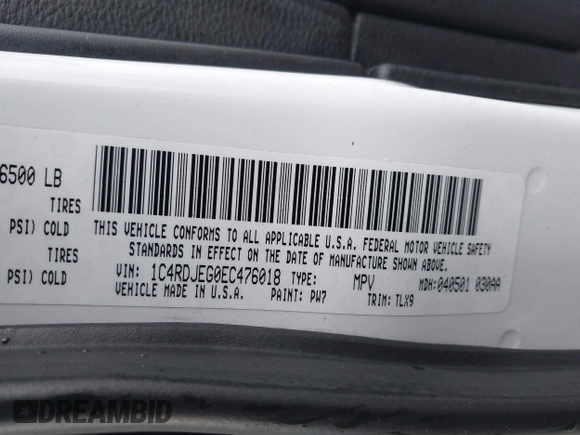 6500 LB
TIRES
PSI) COLD
TIRES
PSI) COLD
THIS VEHICLE CONFORMS TO ALL APPLICABLE U.S.A. FEDERAL MOTOR VEHICLE SAFETY
STANDARDS IN EFFECT ON THE DATE OF MANUFACTURE SHOWN ABOVE.
VIN: 1C4RDJEG0EC476018 TYPE: MPV MDH:040501 030AA
VEHICLE MADE IN U.S.A. PAINT: PW7 TRIM: TLX9
DREAMBID